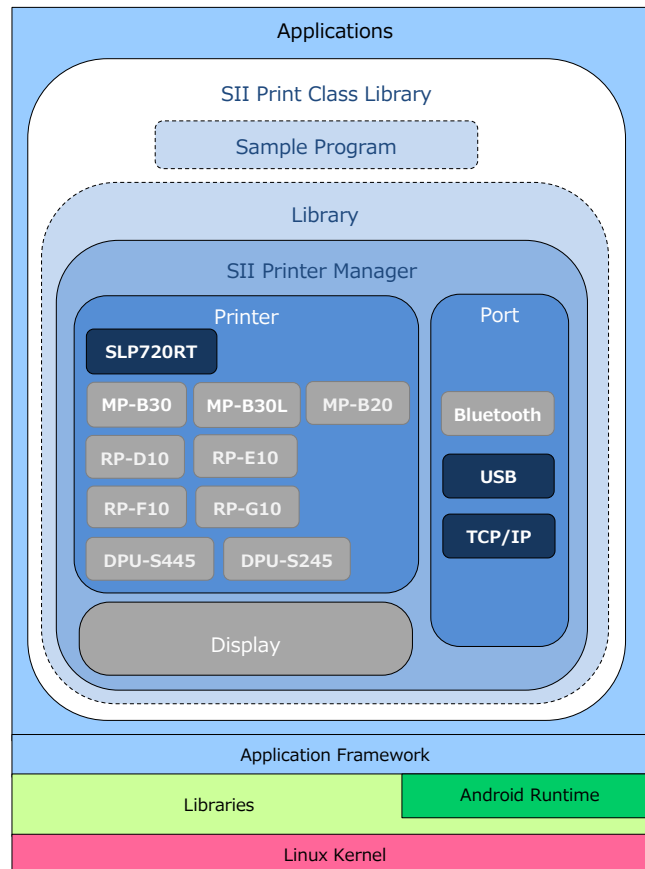 Applications
SII Print Class Library
Sample Program
Library
SII Printer Manager
Printer
Port
SLP720RT
MP-B30 MP-B30L MP-B20
Bluetooth
RP-D10 RP-E10
USB
RP-F10 RP-G10
TCP/IP
DPU-S445 DPU-S245
Display
Application Framework
Libraries
Android Runtime
Linux Kernel